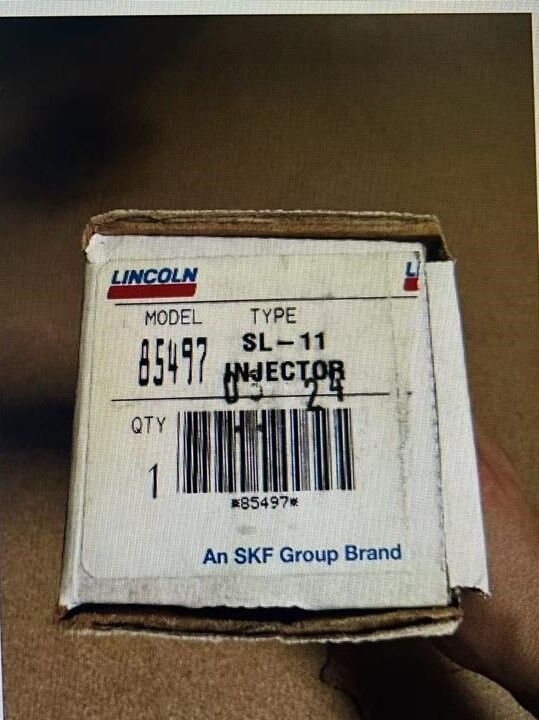 LINCOLN
MODEL TYPE
85497 SL-11
INJECTOR
QTY
1
*85497*
An SKF Group Brand